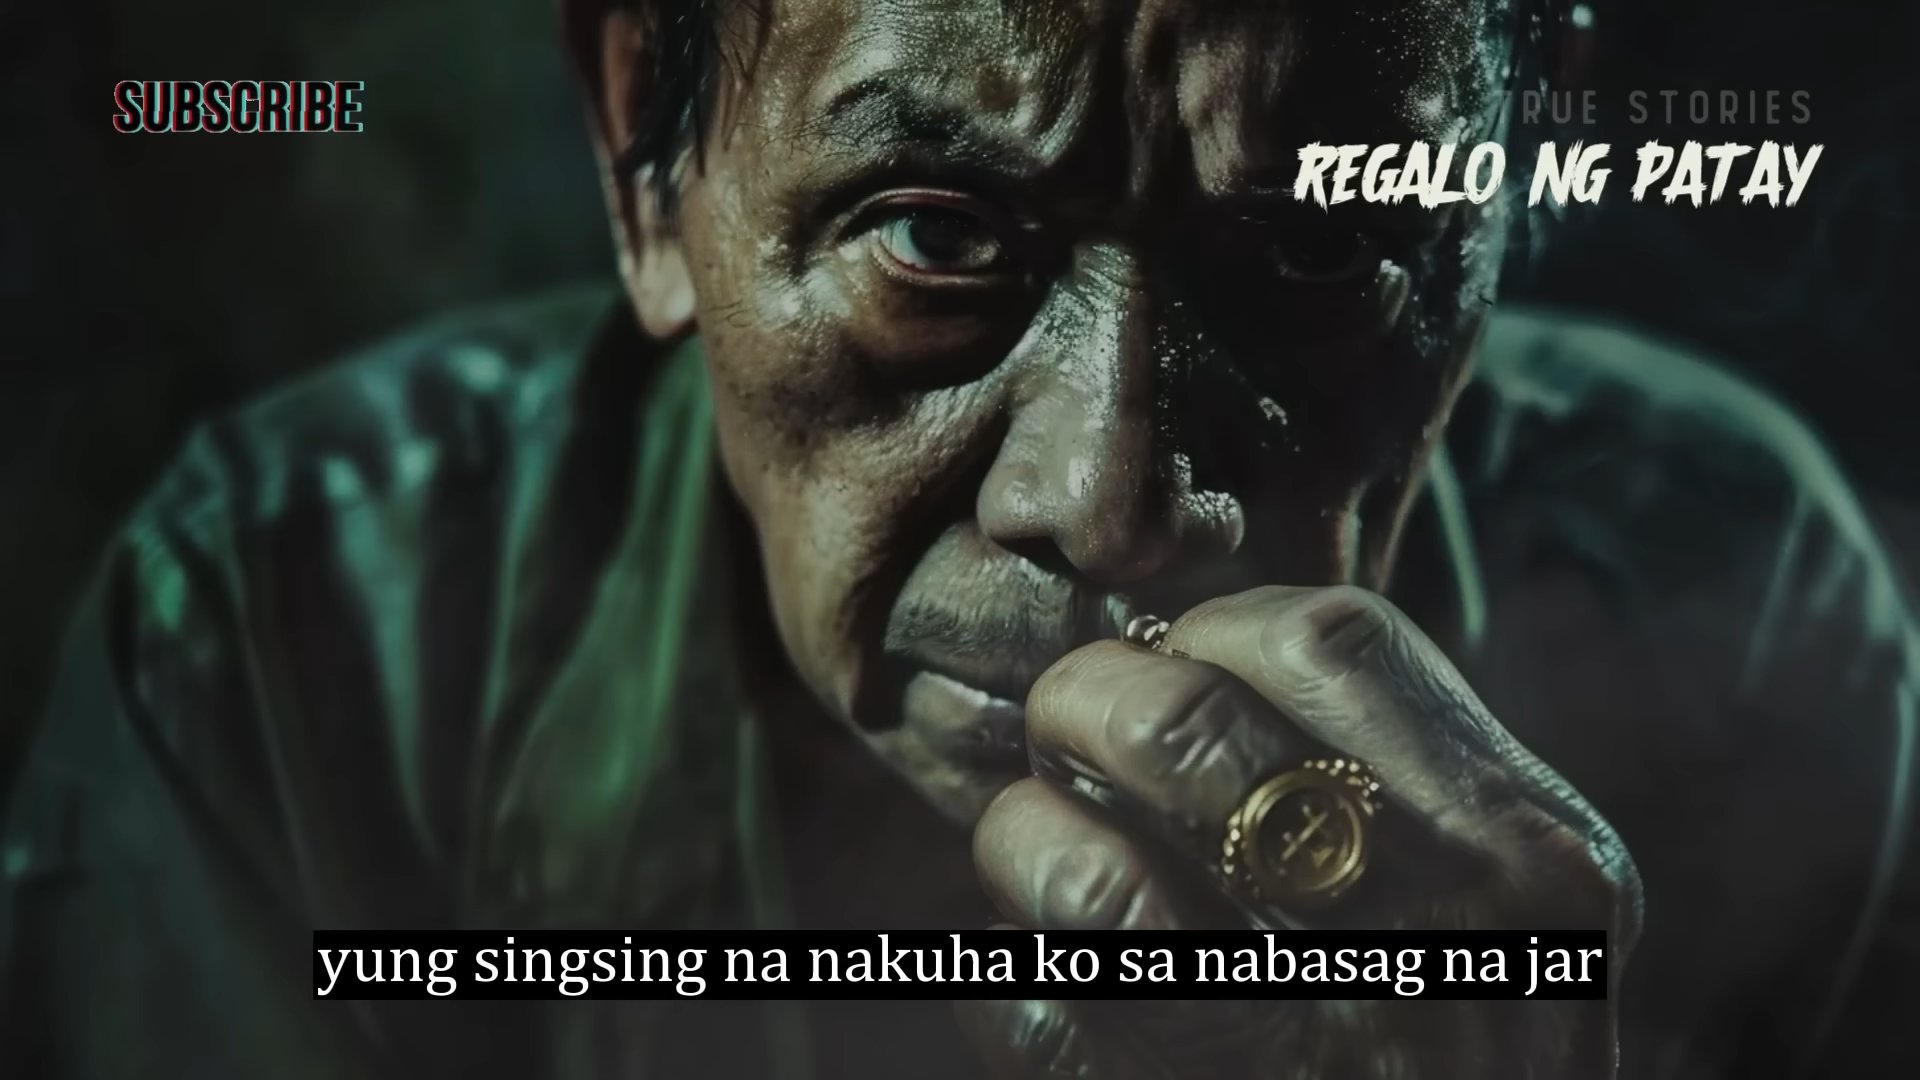 SUBSCRIBE
TRUE STORIES
REGALO NG PATAY
yung singsing na nakuha ko sa nabasag na jar